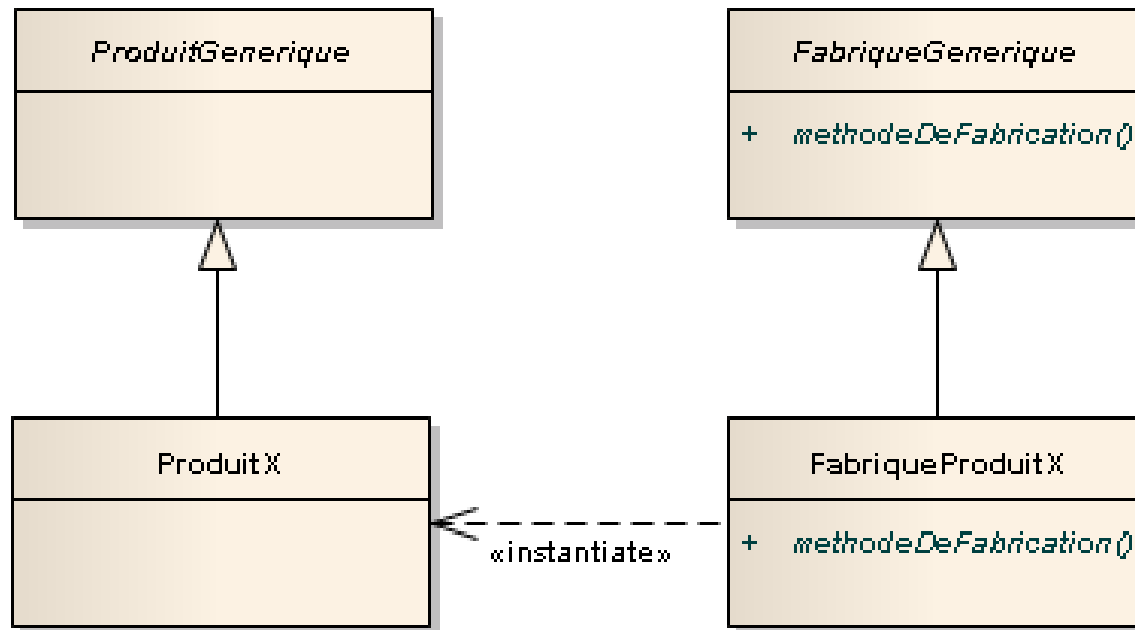 ProduitGenerique
FabriqueGenerique
+ methodeDeFabrication()
ProduitX
FabriqueProduitX
«instantiate»
+ methodeDeFabrication()